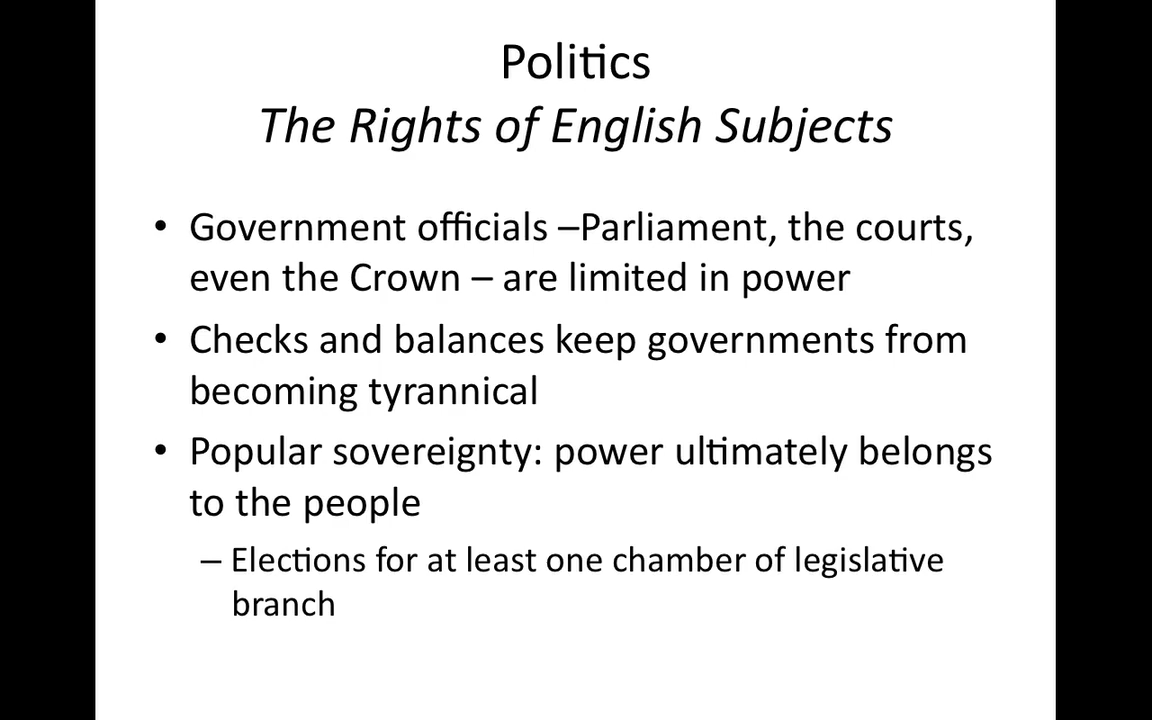 Politics
The Rights of English Subjects
• Government officials –Parliament, the courts,
even the Crown – are limited in power
• Checks and balances keep governments from
becoming tyrannical
• Popular sovereignty: power ultimately belongs
to the people
– Elections for at least one chamber of legislative
branch